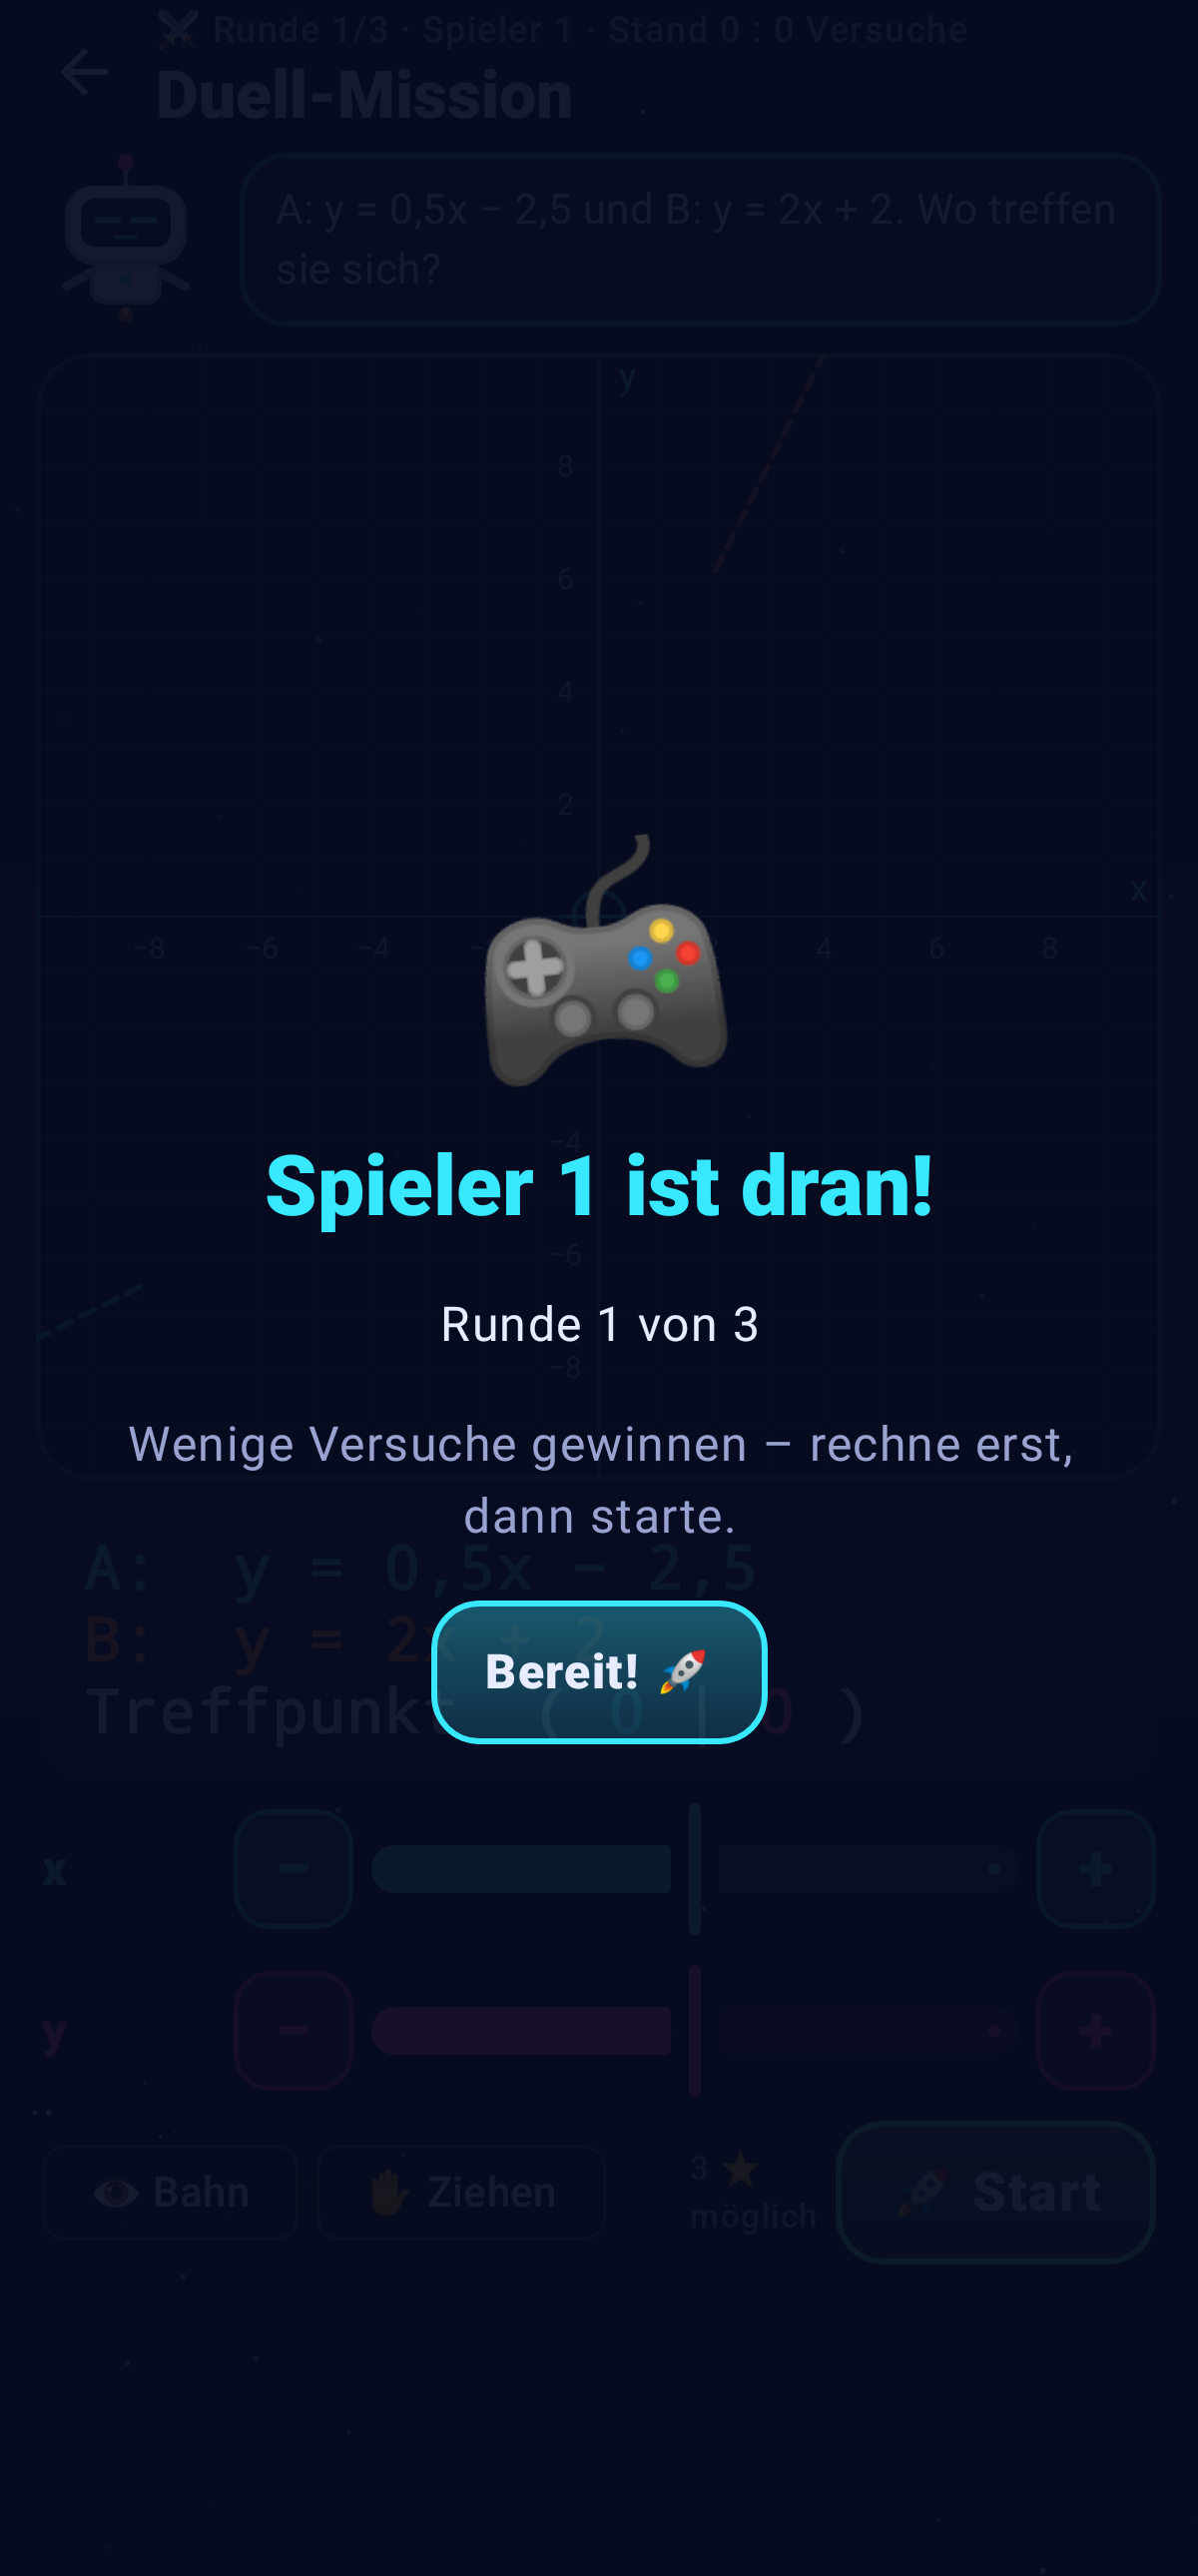 Runde 1/3 · Spieler 1 · Stand 0 : 0 Versuche
Duell-Mission
A: y = 0,5x − 2,5 und B: y = 2x + 2. Wo treffen
sie sich?
y
8
6
4
2
x
−8
−6
−4
4
6
8
−4
Spieler 1 ist dran!
−6
Runde 1 von 3
−8
Wenige Versuche gewinnen – rechne erst,
dann starte.
A: y = 0,5x − 2,5
B: y = 2x + 2
Bereit!
Treffpunkt ( 0 | 0 )
x
− +
y
− +
Bahn
Ziehen
3
möglich
Start